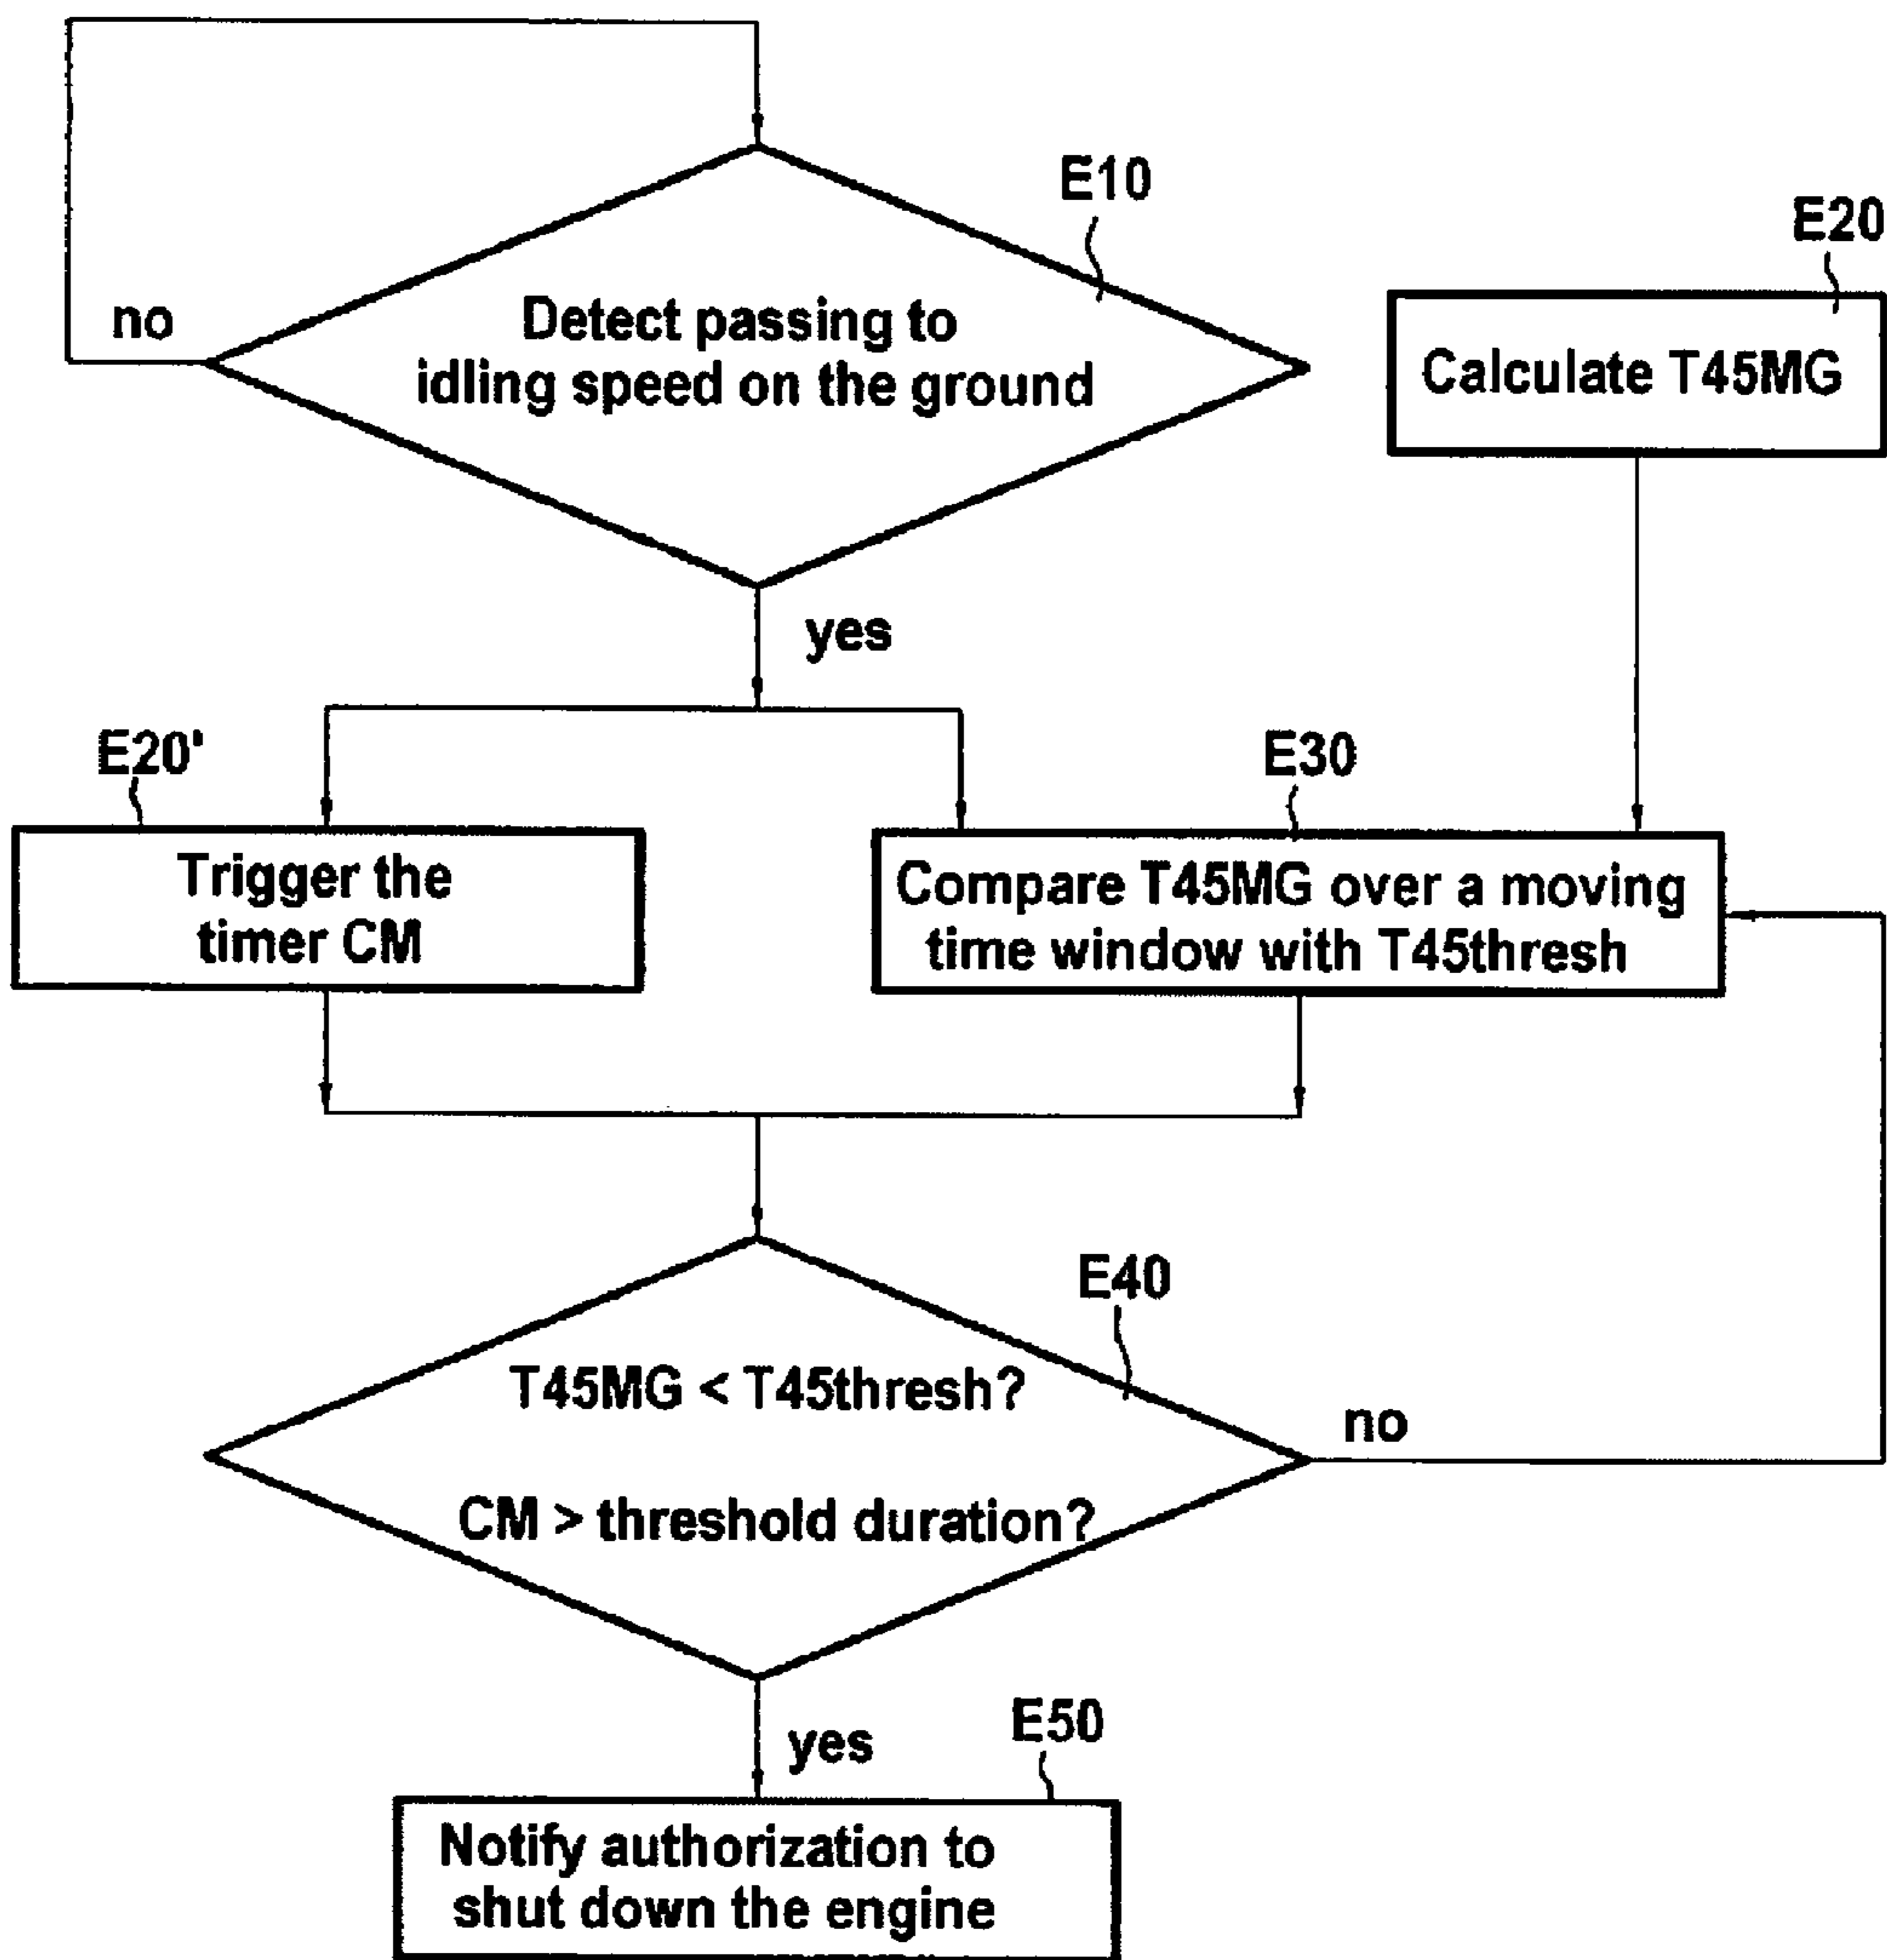 E10
E20
no
Detect passing to
idling speed on the ground
Calculate T45MG
yes
E20'
E30
Trigger the
timer CM
Compare T45MG over a moving
time window with T45thresh
E40
T45MG < T45thresh?
no
CM > threshold duration?
yes
E50
Notify authorization to
shut down the engine